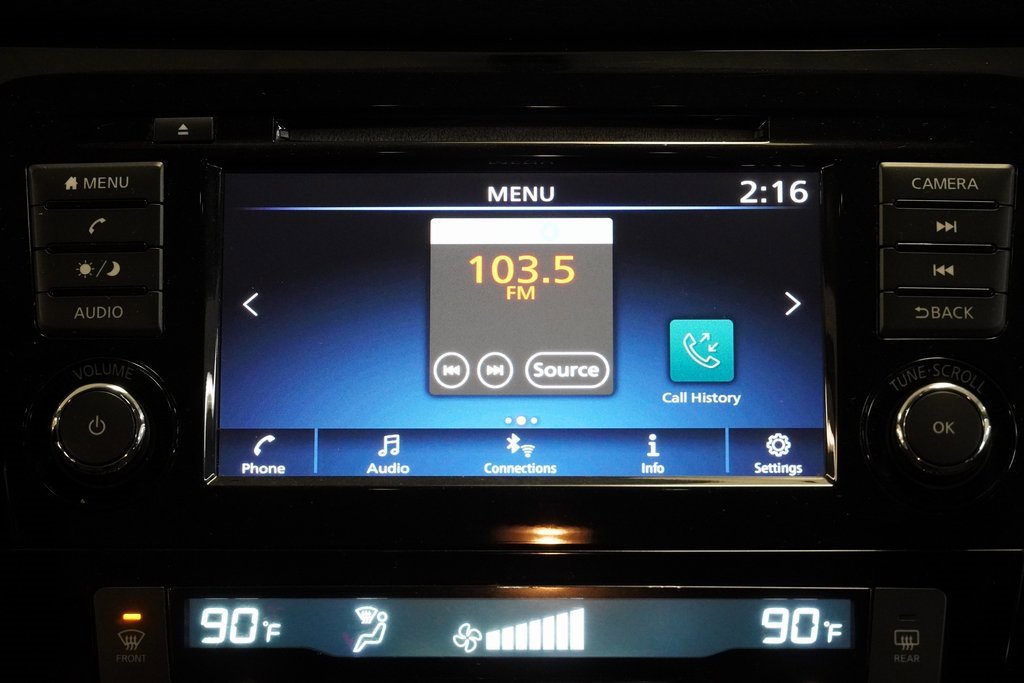 MENU
AUDIO
VOLUME
MENU
2:16
103.5
FM
Source
Call History
Phone
Audio
Connections
Info
Settings
CAMERA
BACK
TUNE·SCROLL
OK
FRONT
90°F
90°F
REAR